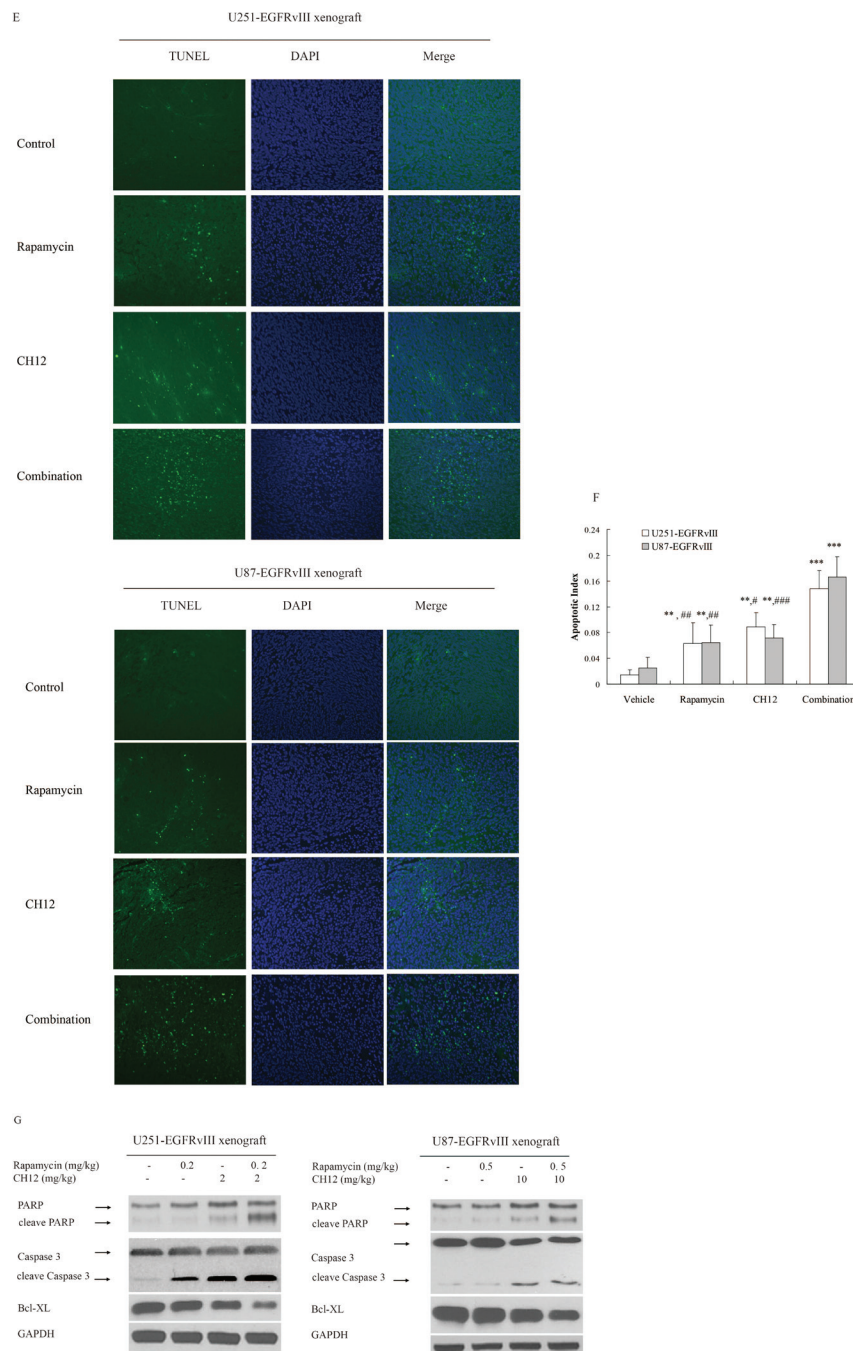 E
U251-EGFRvIII xenograft
TUNEL DAPI Merge
Control
Rapamycin
CH12
Combination
U87-EGFRvIII xenograft
TUNEL DAPI Merge
Control
Rapamycin
CH12
Combination
F
0.24
0.2
0.16
0.12
0.08
0.04
0
Apoptotic Index
U251-EGFRvIII
U87-EGFRvIII
** , ## **,## **,# **,### *** ***
Vehicle Rapamycin CH12 Combination
G
U251-EGFRvIII xenograft
Rapamycin (mg/kg) - 0.2 - 0. 2
CH12 (mg/kg) - - 2 2
PARP
cleave PARP
Caspase 3
cleave Caspase 3
Bcl-XL
GAPDH
U87-EGFRvIII xenograft
Rapamycin (mg/kg) - 0.5 - 0. 5
CH12 (mg/kg) - - 10 10
PARP
cleave PARP
Caspase 3
cleave Caspase 3
Bcl-XL
GAPDH